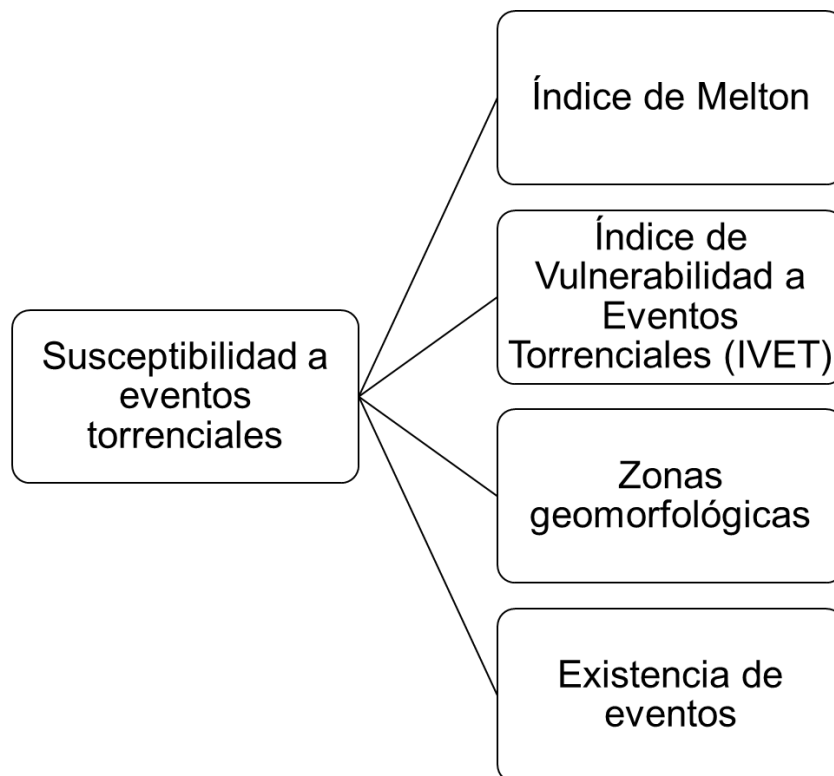 Susceptibilidad a
eventos
torrenciales
Índice de Melton
Índice de
Vulnerabilidad a
Eventos
Torrenciales (IVET)
Zonas
geomorfológicas
Existencia de
eventos